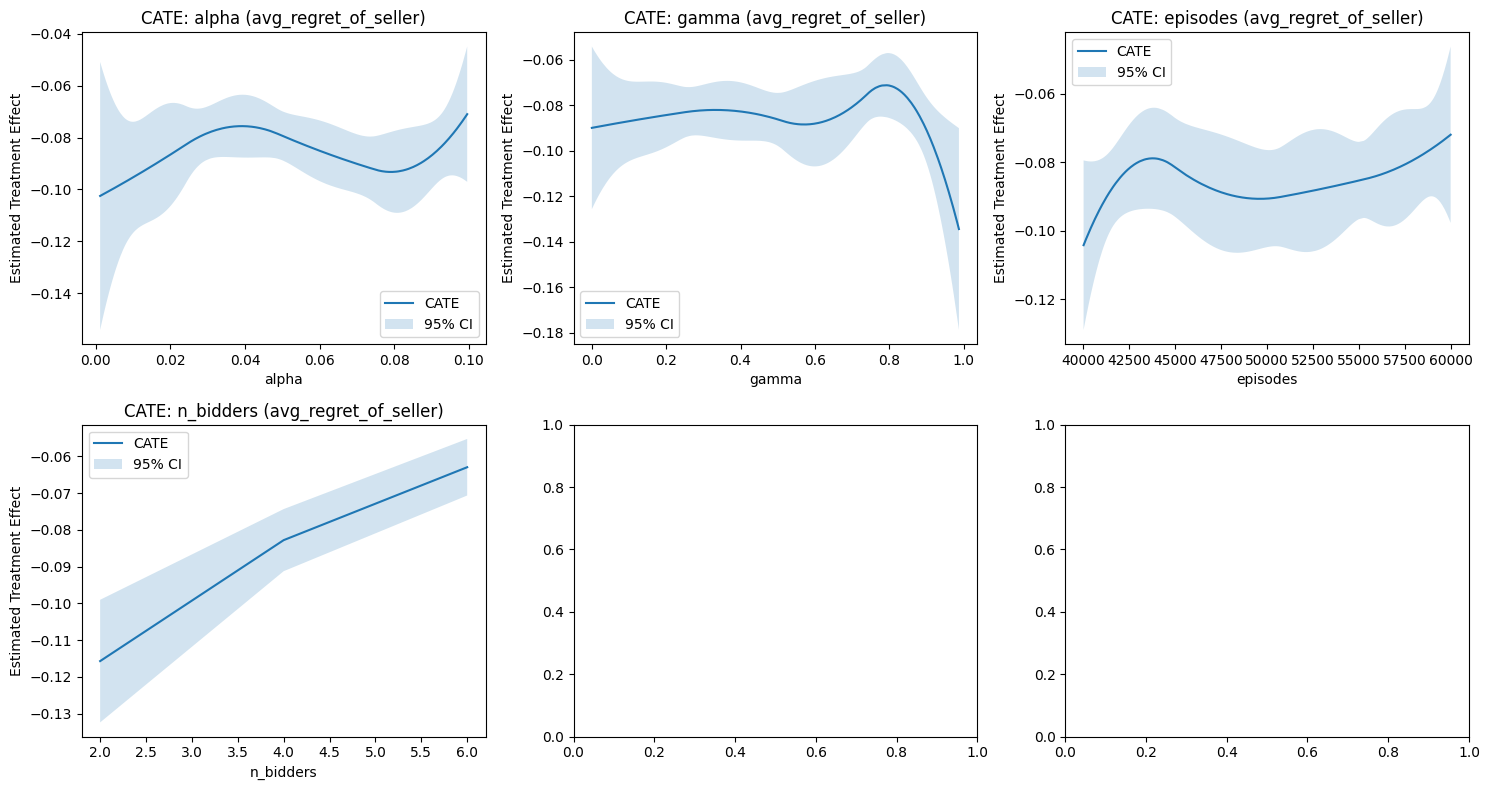 CATE: alpha (avg_regret_of_seller)
Estimated Treatment Effect
−0.04
−0.06
−0.08
−0.10
−0.12
−0.14
CATE
95% CI
0.00 0.02 0.04 0.06 0.08 0.10
alpha
CATE: gamma (avg_regret_of_seller)
Estimated Treatment Effect
−0.06
−0.08
−0.10
−0.12
−0.14
−0.16
−0.18
CATE
95% CI
0.0 0.2 0.4 0.6 0.8 1.0
gamma
CATE: episodes (avg_regret_of_seller)
CATE
95% CI
Estimated Treatment Effect
−0.06
−0.08
−0.10
−0.12
40000 42500 45000 47500 50000 52500 55000 57500 60000
episodes
CATE: n_bidders (avg_regret_of_seller)
CATE
95% CI
Estimated Treatment Effect
−0.06
−0.07
−0.08
−0.09
−0.10
−0.11
−0.12
−0.13
2.0 2.5 3.0 3.5 4.0 4.5 5.0 5.5 6.0
n_bidders
1.0
0.8
0.6
0.4
0.2
0.0
0.0 0.2 0.4 0.6 0.8 1.0
1.0
0.8
0.6
0.4
0.2
0.0
0.0 0.2 0.4 0.6 0.8 1.0